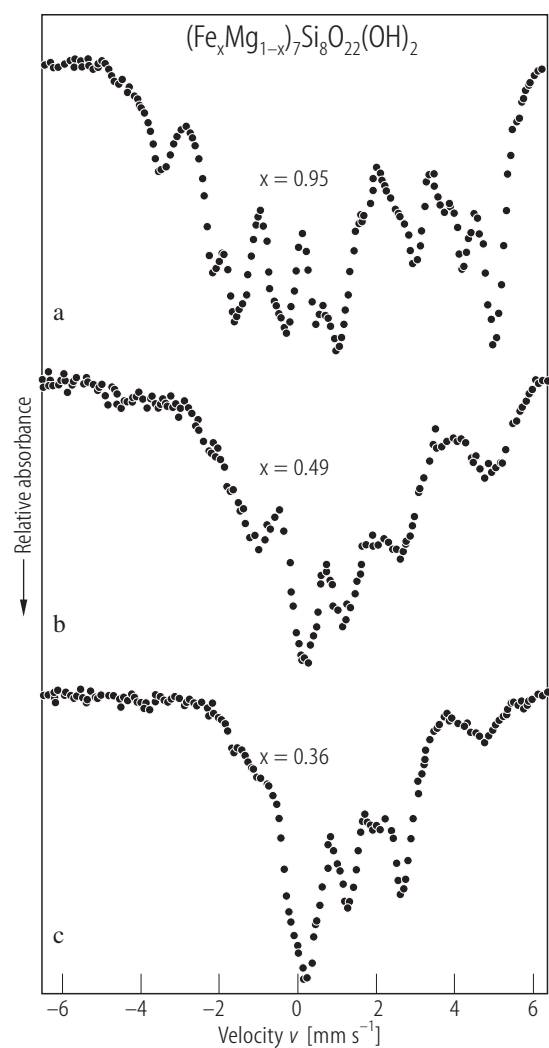 (FeₓMg₁₋ₓ)₇Si₈O₂₂(OH)₂
x = 0.95
a
Relative absorbance
x = 0.49
b
x = 0.36
c
−6 −4 −2 0 2 4 6
Velocity v [mm s⁻¹]